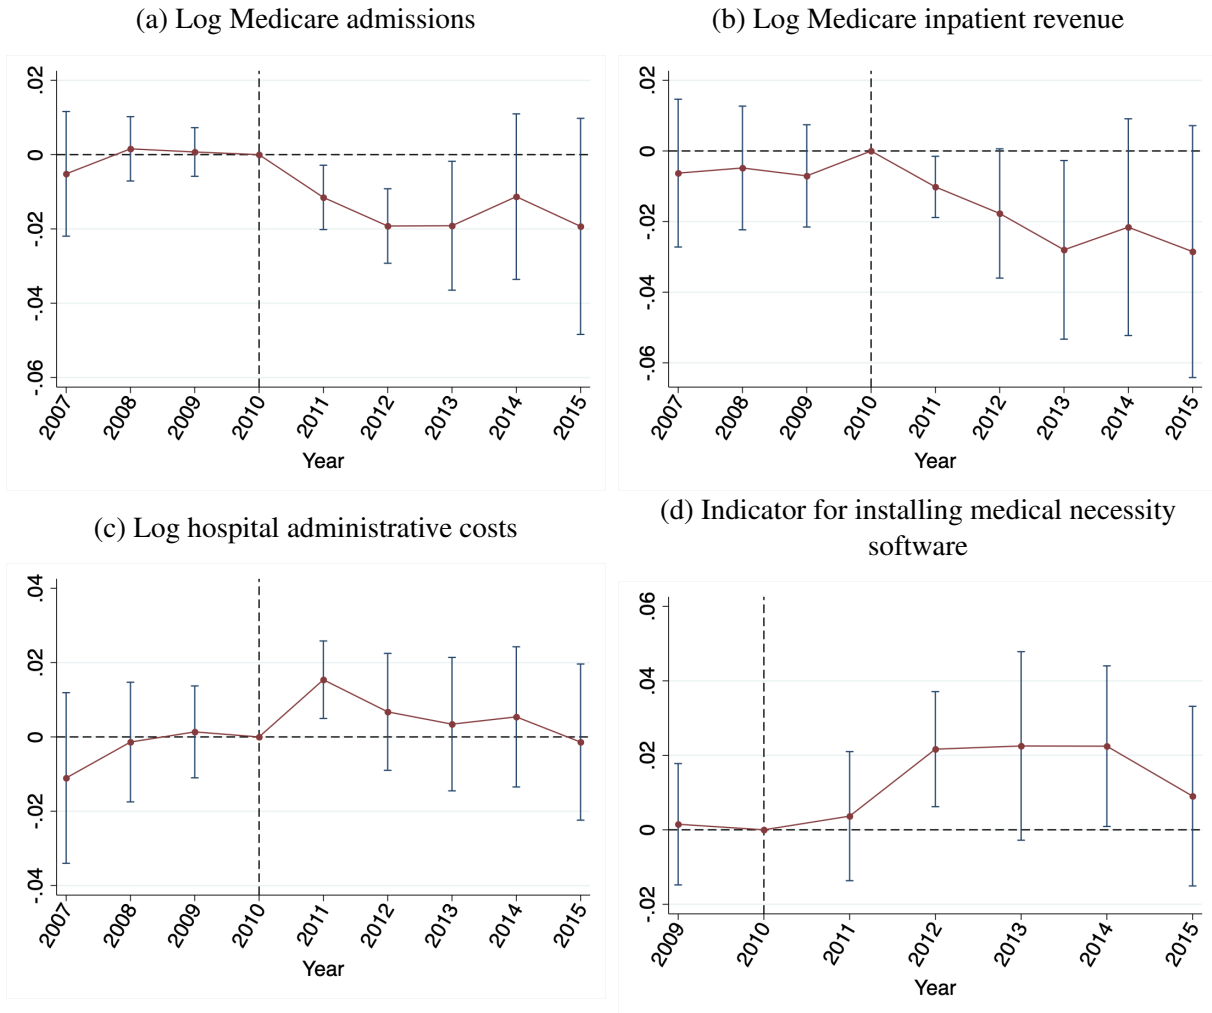 (a) Log Medicare admissions
.02
0
-.02
-.04
-.06
2007 2008 2009 2010 2011 2012 2013 2014 2015
Year
(b) Log Medicare inpatient revenue
.02
0
-.02
-.04
-.06
2007 2008 2009 2010 2011 2012 2013 2014 2015
Year
(c) Log hospital administrative costs
.04
.02
0
-.02
-.04
2007 2008 2009 2010 2011 2012 2013 2014 2015
Year
(d) Indicator for installing medical necessity
software
.06
.04
.02
0
-.02
2009 2010 2011 2012 2013 2014 2015
Year